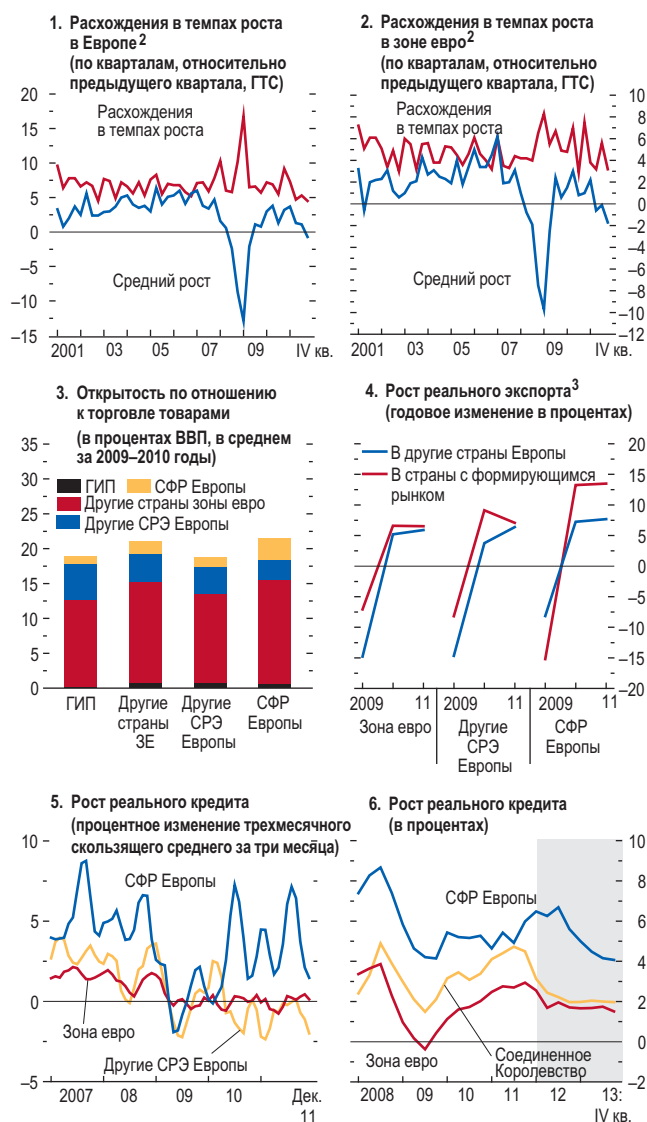 1. Расхождения в темпах роста
в Европе2
(по кварталам, относительно
предыдущего квартала, ГТС)
20
15
10
5
0
–5
–10
–15
Расхождения
в темпах роста
Средний рост
2001 03 05 07 09 IV кв.
2. Расхождения в темпах роста
в зоне евро2
(по кварталам, относительно
предыдущего квартала, ГТС)
10
8
6
4
2
0
–2
–4
–6
–8
–10
–12
Расхождения
в темпах роста
Средний рост
2001 03 05 07 09 IV кв.
3. Открытость по отношению
к торговле товарами
(в процентах ВВП, в среднем
за 2009–2010 годы)
35
30
25
20
15
10
5
0
ГИП СФР Европы
Другие страны зоны евро
Другие СРЭ Европы
ГИП
Другие
страны
ЗЕ
Другие
СРЭ
Европы
СФР
Европы
4. Рост реального экспорта3
(годовое изменение в процентах)
20
15
10
5
0
–5
–10
–15
–20
В другие страны Европы
В страны с формирующимся
рынком
2009 11 2009 11 2009 11
Зона евро
Другие
СРЭ
Европы
СФР
Европы
5. Рост реального кредита
(процентное изменение трехмесячного
скользящего среднего за три месяца)
10
5
0
–5
СФР Европы
Зона евро
Другие СРЭ Европы
2007 08 09 10 Дек.
11
6. Рост реального кредита
(в процентах)
10
8
6
4
2
0
–2
СФР Европы
Зона евро
Соединенное
Королевство
2008 09 10 11 12 13:
IV кв.